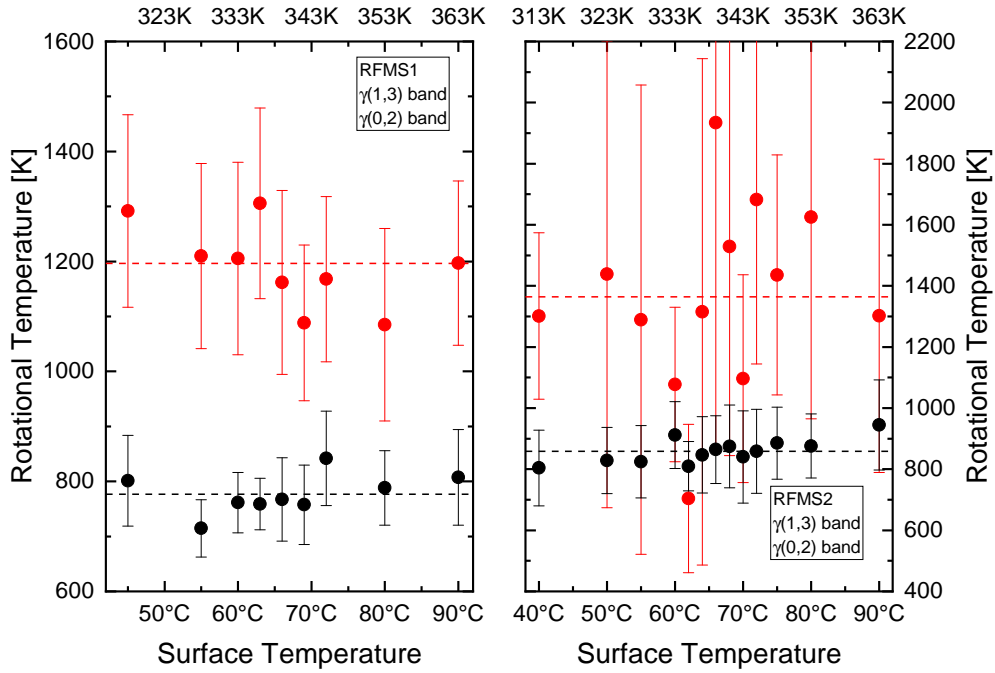 323K 333K 343K 353K 363K
313K 323K 333K 343K 353K 363K
1600
1400
1200
1000
800
600
Rotational Temperature [K]
RFMS1
γ(1,3) band
γ(0,2) band
50°C 60°C 70°C 80°C 90°C
Surface Temperature
2200
2000
1800
1600
1400
1200
1000
800
600
400
Rotational Temperature [K]
RFMS2
γ(1,3) band
γ(0,2) band
40°C 50°C 60°C 70°C 80°C 90°C
Surface Temperature